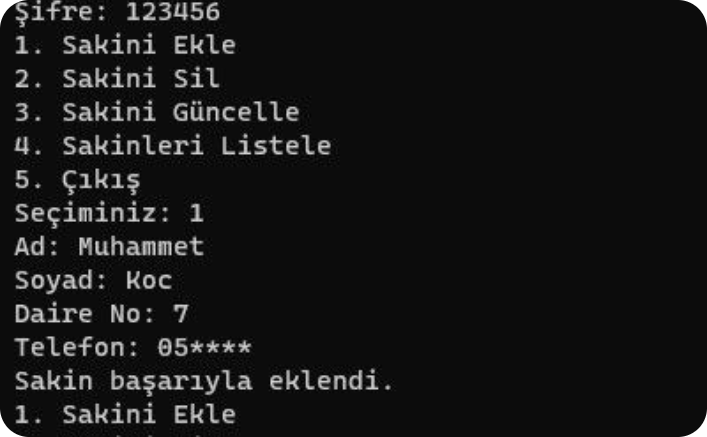 Şifre: 123456
1. Sakini Ekle
2. Sakini Sil
3. Sakini Güncelle
4. Sakinleri Listele
5. Çıkış
Seçiminiz: 1
Ad: Muhammet
Soyad: Koc
Daire No: 7
Telefon: 05****
Sakin başarıyla eklendi.
1. Sakini Ekle